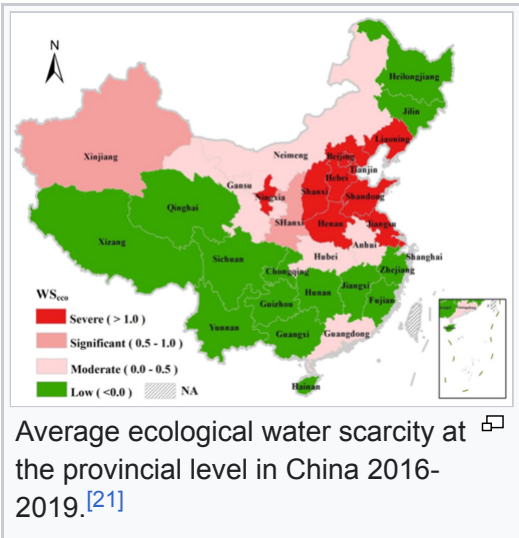 N
Heilongjiang
Jilin
Liaoning
Xinjiang
Neimeng
Beijing
Tianjin
Hebei
Gansu
Ningxia
Shanxi
Shandong
Qinghai
SHanxi
Henan
Jiangsu
Anhui
Xizang
Hubei
Shanghai
Sichuan
Chongqing
Zhejiang
WSeco
Hunan
Jiangxi
Guizhou
Fujian
Severe ( > 1.0 )
Significant ( 0.5 - 1.0 )
Yunnan
Guangxi
Guangdong
Moderate ( 0.0 - 0.5 )
Low ( <0.0 )
NA
Hainan
Average ecological water scarcity at
the provincial level in China 2016-
2019.[21]